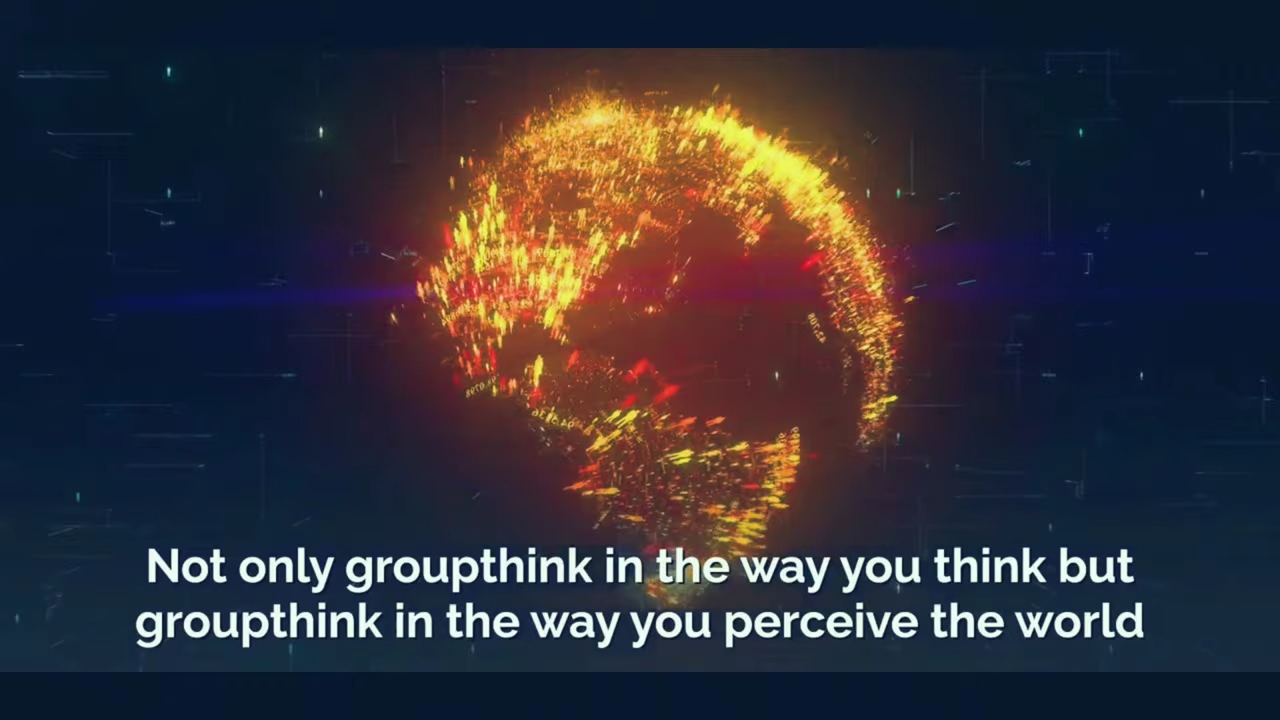 Not only groupthink in the way you think but
groupthink in the way you perceive the world